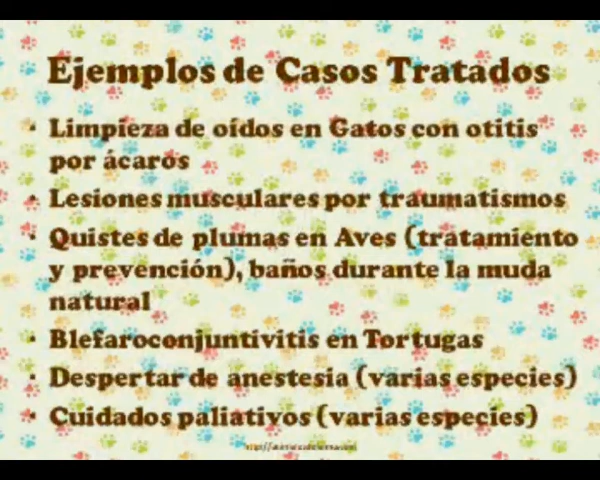 Ejemplos de Casos Tratados
• Limpieza de oídos en Gatos con otitis
por ácaros
• Lesiones musculares por traumatismos
• Quistes de plumas en Aves (tratamiento
y prevención), baños durante la muda
natural
• Blefaroconjuntivitis en Tortugas
• Despertar de anestesia (varias especies)
• Cuidados paliativos (varias especies)